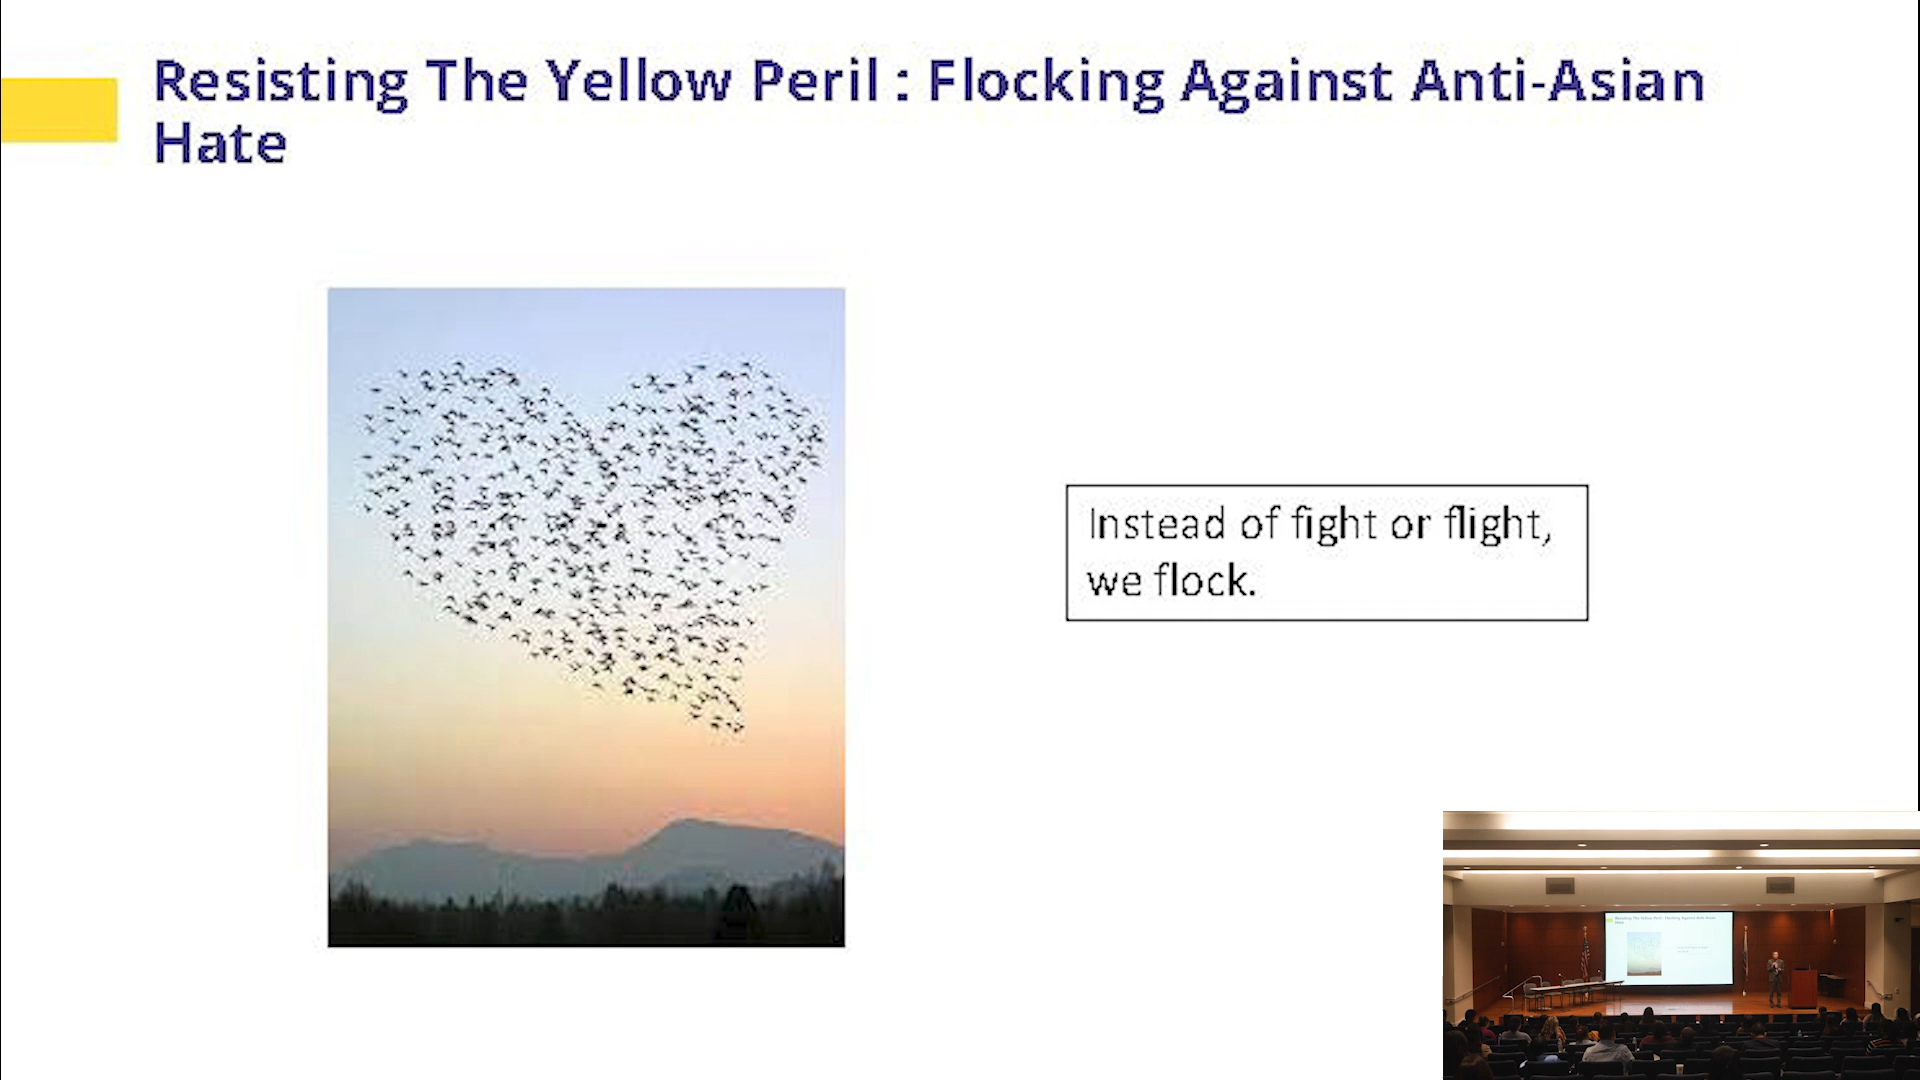 Resisting The Yellow Peril : Flocking Against Anti-Asian
Hate
Instead of fight or flight,
we flock.